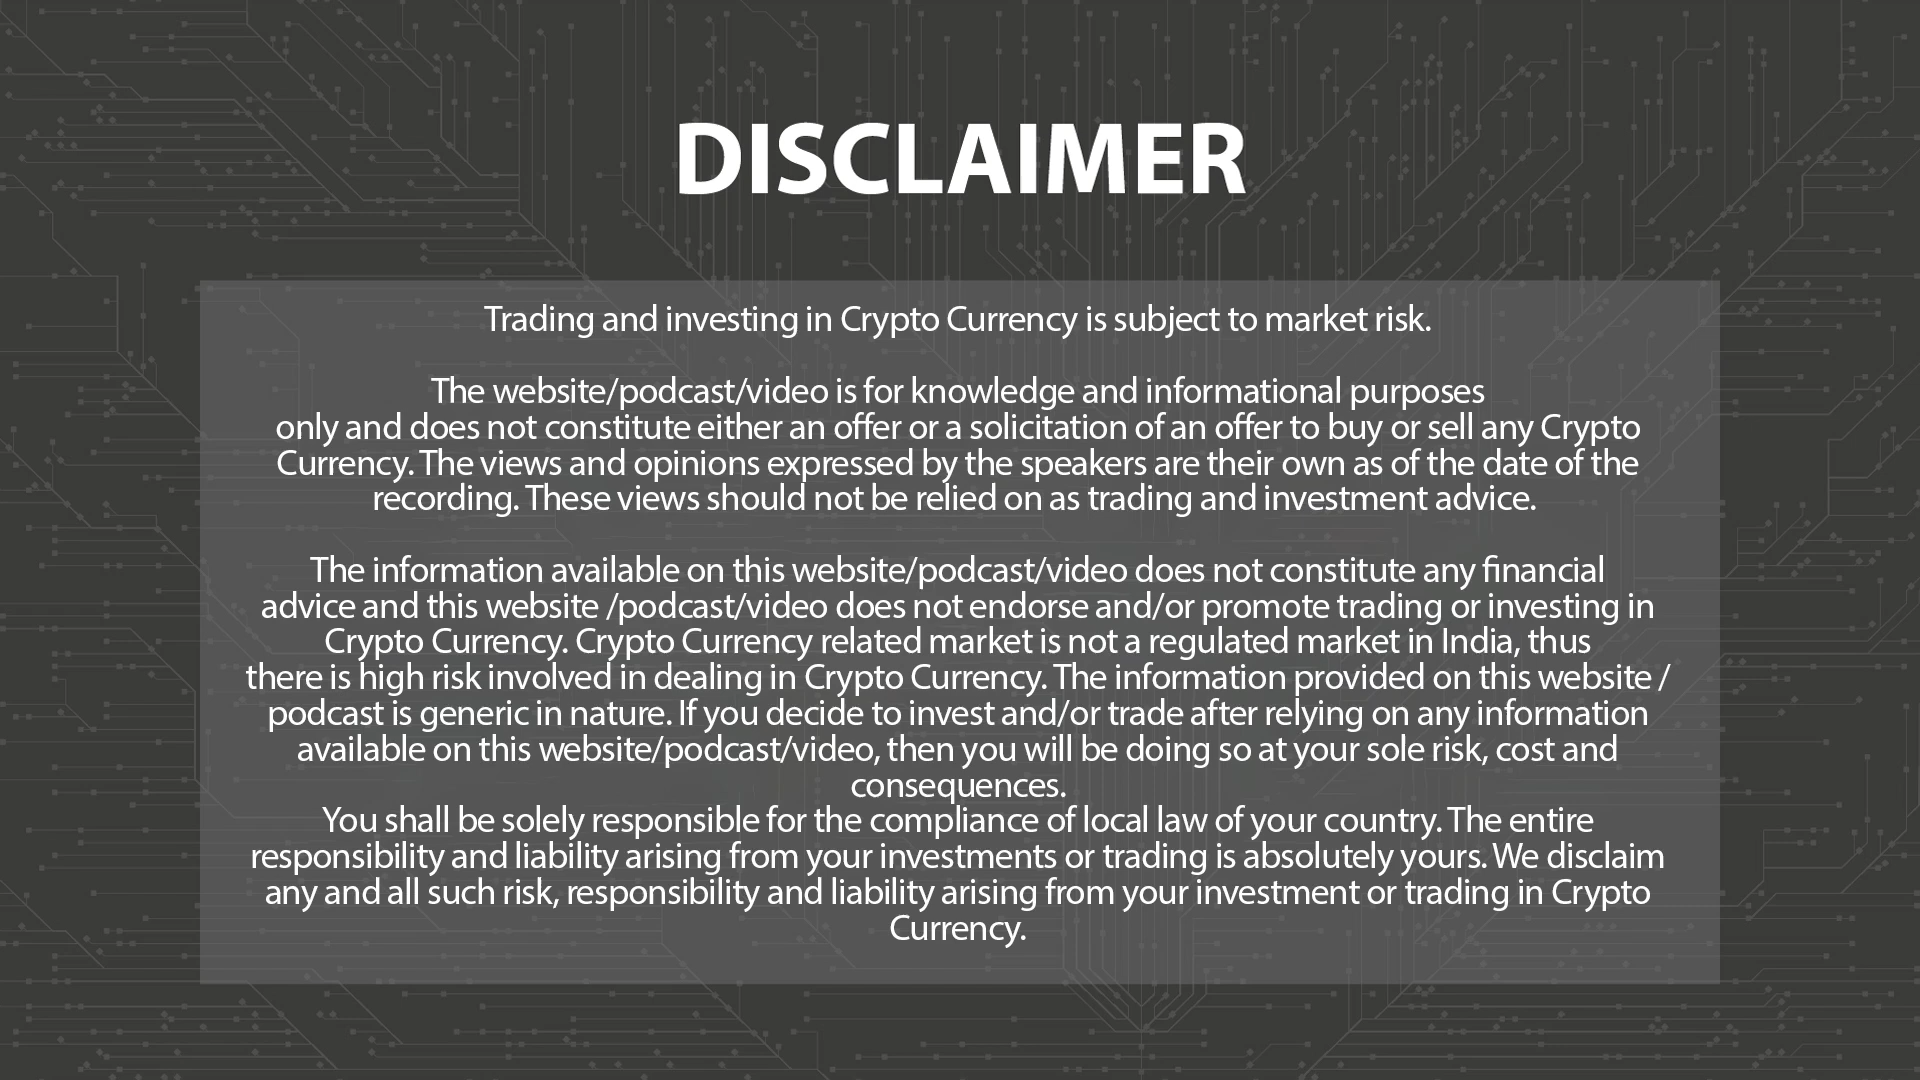 DISCLAIMER
Trading and investing in Crypto Currency is subject to market risk.
The website/podcast/video is for knowledge and informational purposes
only and does not constitute either an offer or a solicitation of an offer to buy or sell any Crypto
Currency. The views and opinions expressed by the speakers are their own as of the date of the
recording. These views should not be relied on as trading and investment advice.
The information available on this website/podcast/video does not constitute any financial
advice and this website /podcast/video does not endorse and/or promote trading or investing in
Crypto Currency. Crypto Currency related market is not a regulated market in India, thus
there is high risk involved in dealing in Crypto Currency. The information provided on this website /
podcast is generic in nature. If you decide to invest and/or trade after relying on any information
available on this website/podcast/video, then you will be doing so at your sole risk, cost and
consequences.
You shall be solely responsible for the compliance of local law of your country. The entire
responsibility and liability arising from your investments or trading is absolutely yours. We disclaim
any and all such risk, responsibility and liability arising from your investment or trading in Crypto
Currency.